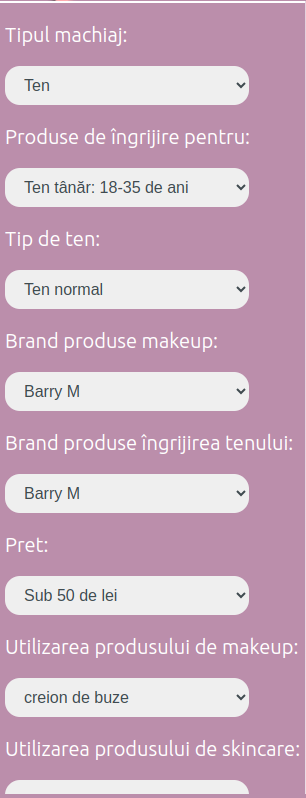 Tipul machiaj:
Ten
Produse de îngrijire pentru:
Ten tânăr: 18-35 de ani
Tip de ten:
Ten normal
Brand produse makeup:
Barry M
Brand produse îngrijirea tenului:
Barry M
Pret:
Sub 50 de lei
Utilizarea produsului de makeup:
creion de buze
Utilizarea produsului de skincare: